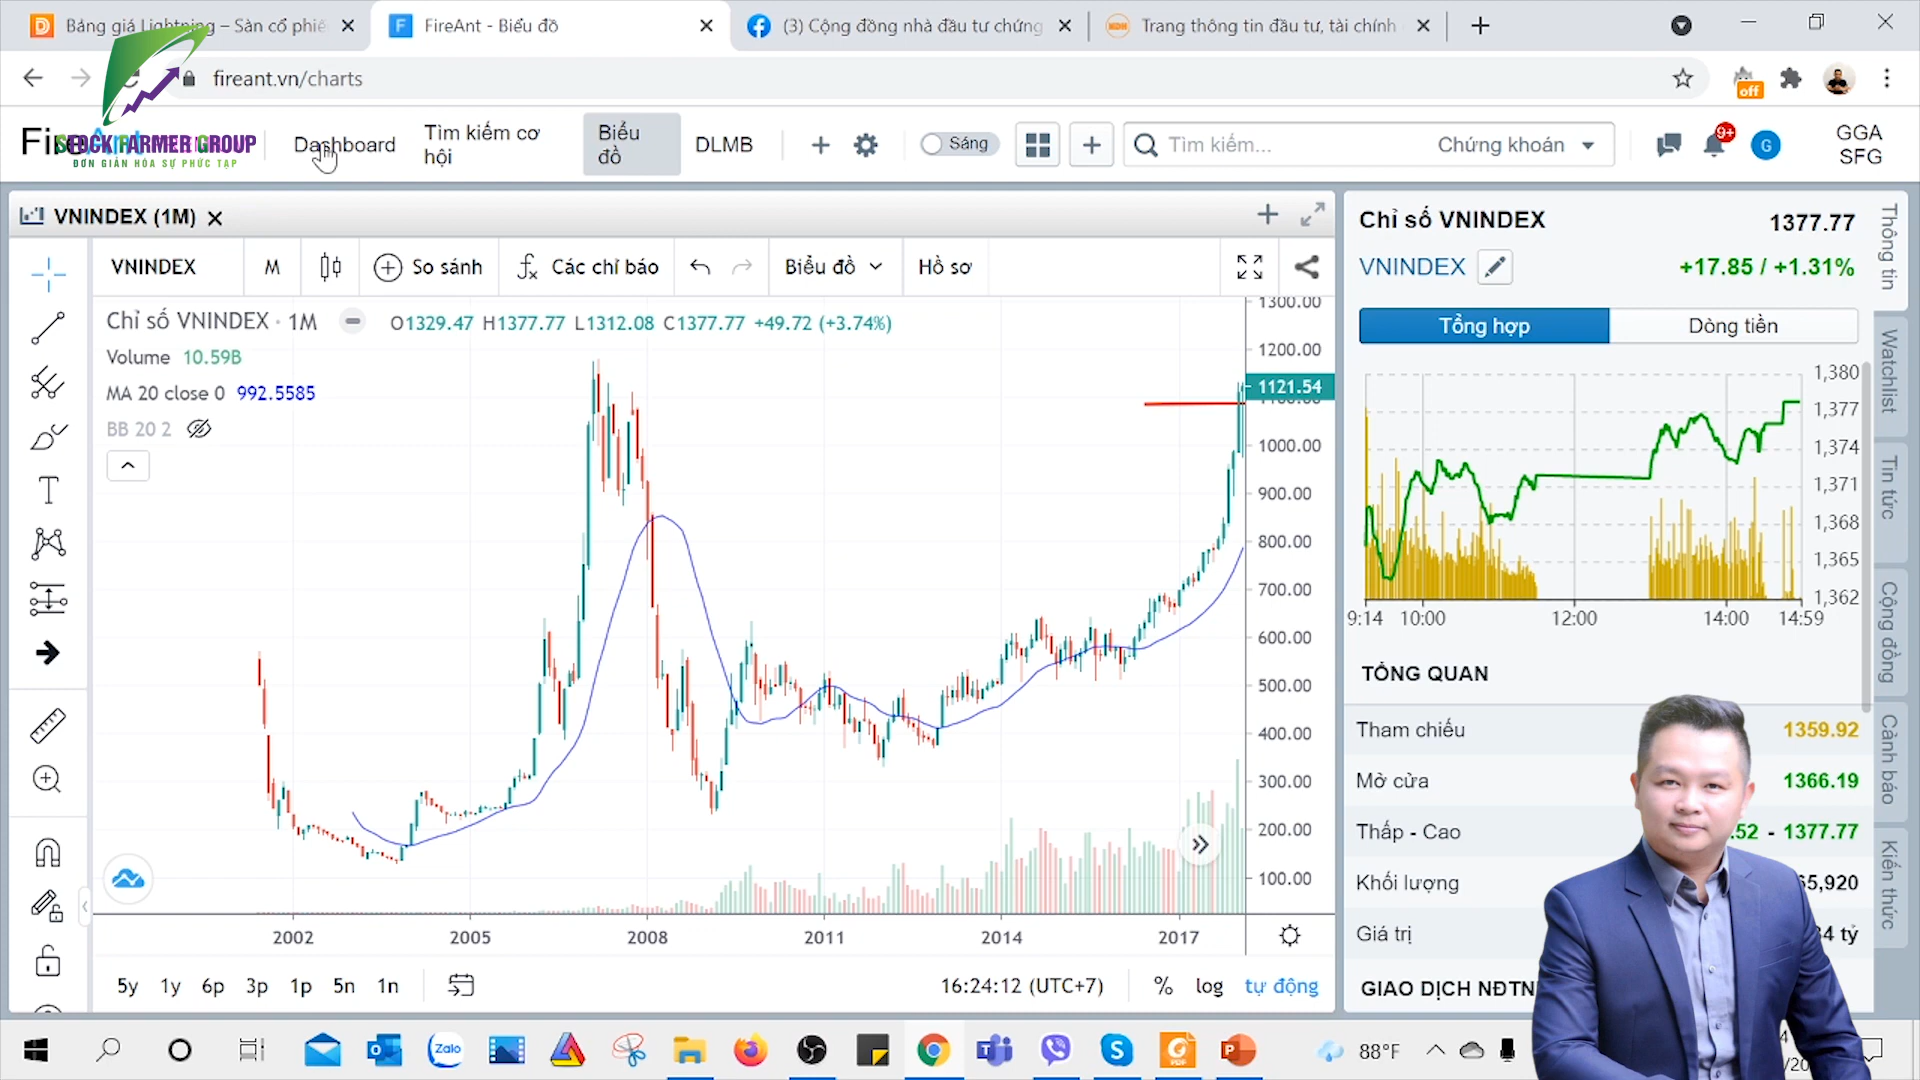 Bảng giá Lightning – Sàn cổ phiế
FireAnt - Biểu đồ
(3) Cộng đồng nhà đầu tư chứng
Trang thông tin đầu tư, tài chính
fireant.vn/charts
off
STOCK FARMER GROUP
ĐƠN GIẢN HÓA SỰ PHỨC TẠP
Dashboard
Tìm kiếm cơ hội
Biểu đồ
DLMB
Sáng
Tìm kiếm...
Chứng khoán
9+
G
GGA SFG
VNINDEX (1M)
VNINDEX
M
So sánh
Các chỉ báo
Biểu đồ
Hồ sơ
Chỉ số VNINDEX · 1M
O1329.47 H1377.77 L1312.08 C1377.77 +49.72 (+3.74%)
Volume 10.59B
MA 20 close 0 992.5585
BB 20 2
1300.00
1200.00
1121.54
1000.00
900.00
800.00
700.00
600.00
500.00
400.00
300.00
200.00
100.00
2002 2005 2008 2011 2014 2017
5y 1y 6p 3p 1p 5n 1n
16:24:12 (UTC+7)
% log tự động
Chỉ số VNINDEX 1377.77
VNINDEX +17.85 / +1.31%
Tổng hợp Dòng tiền
1,380
1,377
1,374
1,371
1,368
1,365
1,362
9:14 10:00 12:00 14:00 14:59
TỔNG QUAN
Tham chiếu 1359.92
Mở cửa 1366.19
Thấp - Cao .52 - 1377.77
Khối lượng 5,920
Giá trị 4 tỷ
GIAO DỊCH NĐTN
Thông tin
Watchlist
Tin tức
Cộng đồng
Cảnh báo
Kiến thức
Zalo
88°F